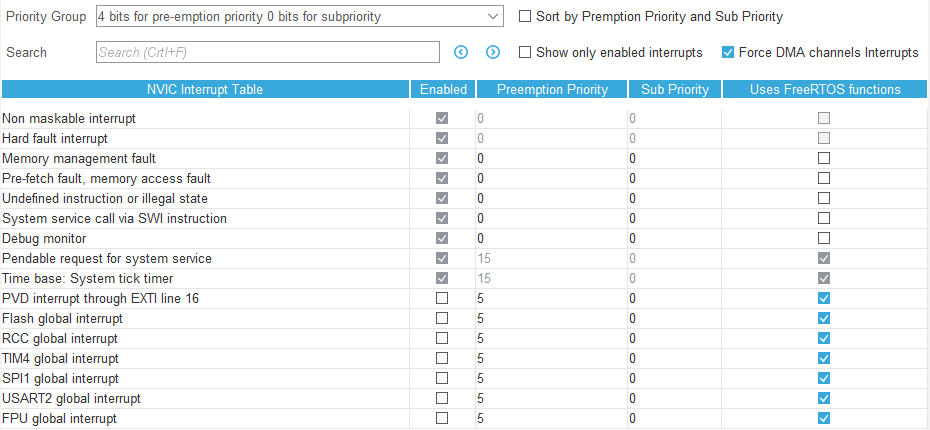 Priority Group 4 bits for pre-emption priority 0 bits for subpriority Sort by Premption Priority and Sub Priority
Search Search (Crtl+F) Show only enabled interrupts Force DMA channels Interrupts
NVIC Interrupt Table Enabled Preemption Priority Sub Priority Uses FreeRTOS functions
Non maskable interrupt 0 0
Hard fault interrupt 0 0
Memory management fault 0 0
Pre-fetch fault, memory access fault 0 0
Undefined instruction or illegal state 0 0
System service call via SWI instruction 0 0
Debug monitor 0 0
Pendable request for system service 15 0
Time base: System tick timer 15 0
PVD interrupt through EXTI line 16 5 0
Flash global interrupt 5 0
RCC global interrupt 5 0
TIM4 global interrupt 5 0
SPI1 global interrupt 5 0
USART2 global interrupt 5 0
FPU global interrupt 5 0